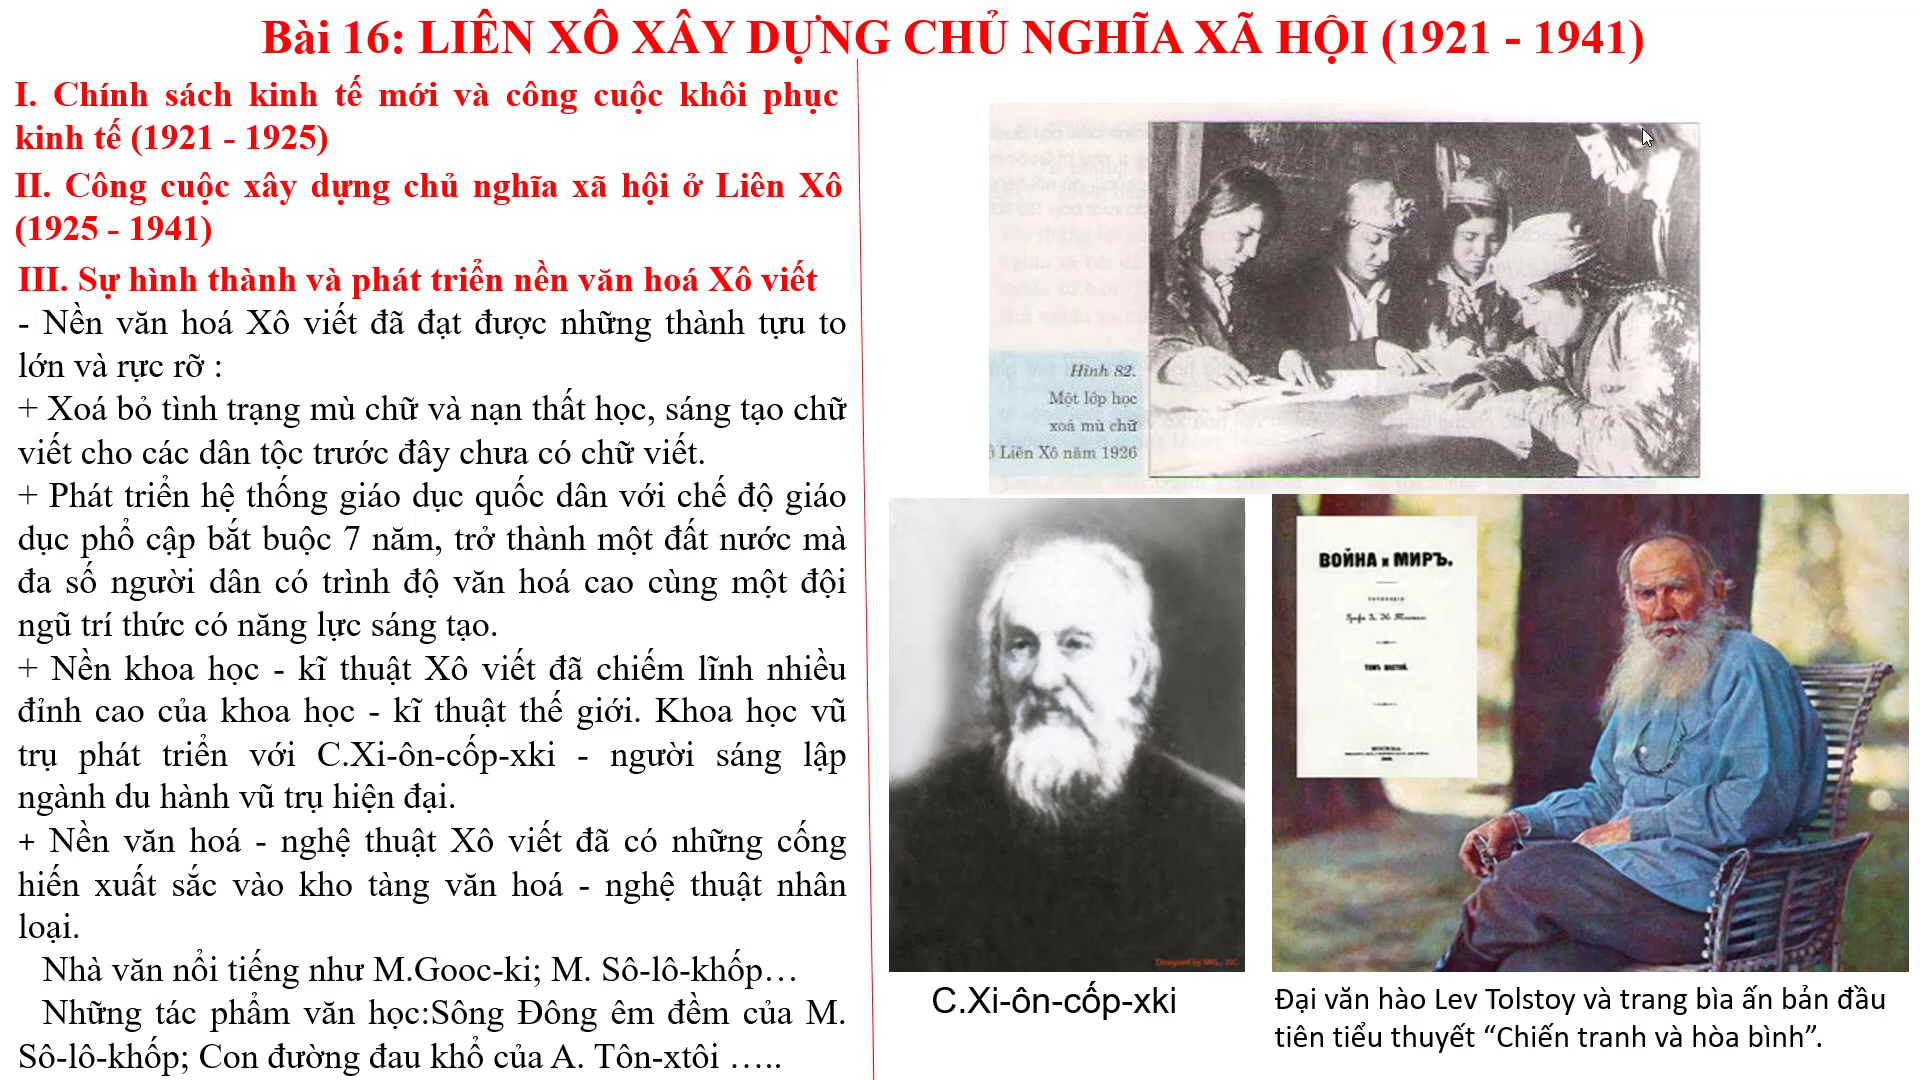 Bài 16: LIÊN XÔ XÂY DỰNG CHỦ NGHĨA XÃ HỘI (1921 - 1941)
I. Chính sách kinh tế mới và công cuộc khôi phục
kinh tế (1921 - 1925)
II. Công cuộc xây dựng chủ nghĩa xã hội ở Liên Xô
(1925 - 1941)
III. Sự hình thành và phát triển nền văn hoá Xô viết
- Nền văn hoá Xô viết đã đạt được những thành tựu to
lớn và rực rỡ :
+ Xoá bỏ tình trạng mù chữ và nạn thất học, sáng tạo chữ
viết cho các dân tộc trước đây chưa có chữ viết.
+ Phát triển hệ thống giáo dục quốc dân với chế độ giáo
dục phổ cập bắt buộc 7 năm, trở thành một đất nước mà
đa số người dân có trình độ văn hoá cao cùng một đội
ngũ trí thức có năng lực sáng tạo.
+ Nền khoa học - kĩ thuật Xô viết đã chiếm lĩnh nhiều
đỉnh cao của khoa học - kĩ thuật thế giới. Khoa học vũ
trụ phát triển với C.Xi-ôn-cốp-xki - người sáng lập
ngành du hành vũ trụ hiện đại.
+ Nền văn hoá - nghệ thuật Xô viết đã có những cống
hiến xuất sắc vào kho tàng văn hoá - nghệ thuật nhân
loại.
Nhà văn nổi tiếng như M.Gooc-ki; M. Sô-lô-khốp…
Những tác phẩm văn học:Sông Đông êm đềm của M.
Sô-lô-khốp; Con đường đau khổ của A. Tôn-xtôi …..
Hình 82.
Một lớp học
xoá mù chữ
ở Liên Xô năm 1926
Designed by MIG., JSC
C.Xi-ôn-cốp-xki
ВОЙНА и МИРЪ.
МОСКВА.
Đại văn hào Lev Tolstoy và trang bìa ấn bản đầu
tiên tiểu thuyết “Chiến tranh và hòa bình”.